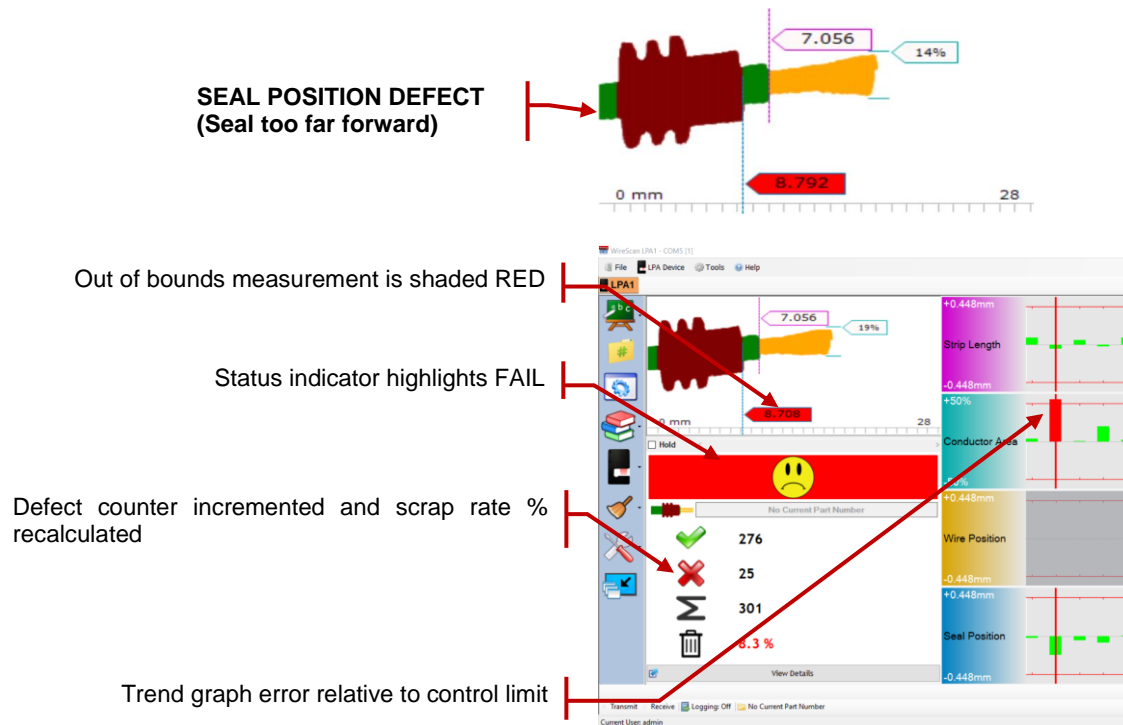 7.056
14%
SEAL POSITION DEFECT
(Seal too far forward)
8.792
0 mm
28
WireScan LPA1 - COM5 [1]
File LPA Device Tools Help
LPA1
Out of bounds measurement is shaded RED
Status indicator highlights FAIL
Defect counter incremented and scrap rate %
recalculated
Trend graph error relative to control limit
abc
#
7.056
19%
8.708
0 mm
28
Hold
No Current Part Number
276
25
301
8.3 %
View Details
+0.448mm
Strip Length
-0.448mm
+50%
Conductor Area
-50%
+0.448mm
Wire Position
-0.448mm
+0.448mm
Seal Position
-0.448mm
Transmit Receive Logging: Off No Current Part Number
Current User: admin